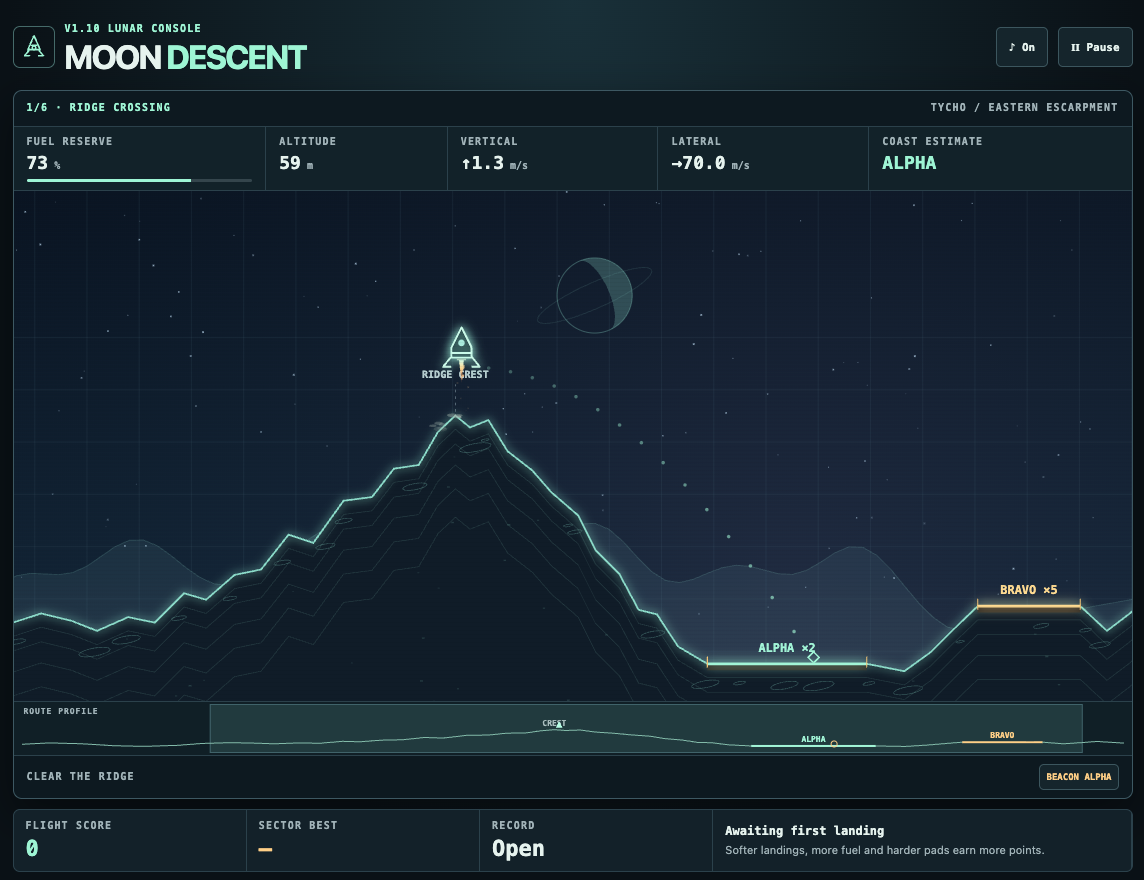 V1.10 LUNAR CONSOLE
MOON DESCENT
♪ On
II Pause
1/6 · RIDGE CROSSING
TYCHO / EASTERN ESCARPMENT
FUEL RESERVE
73 %
ALTITUDE
59 m
VERTICAL
↑1.3 m/s
LATERAL
→70.0 m/s
COAST ESTIMATE
ALPHA
RIDGE CREST
BRAVO ×5
ALPHA ×2
ROUTE PROFILE
CREST
ALPHA
BRAVO
CLEAR THE RIDGE
BEACON ALPHA
FLIGHT SCORE
0
SECTOR BEST
—
RECORD
Open
Awaiting first landing
Softer landings, more fuel and harder pads earn more points.